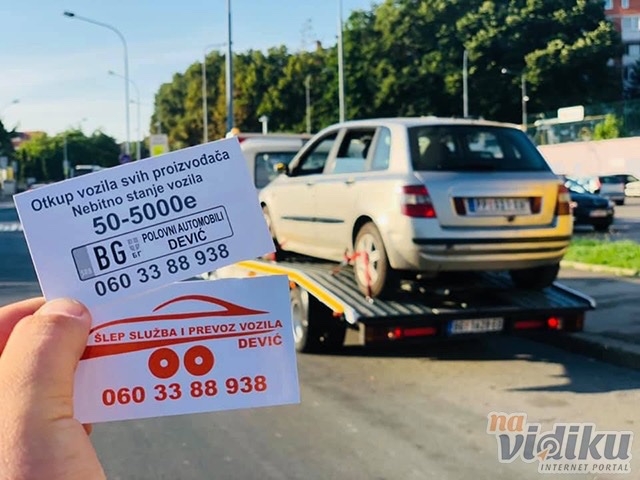 Otkup vozila svih proizvođača
Nebitno stanje vozila
50-5000e
BG
БГ
POLOVNI AUTOMOBILI
DEVIĆ
060 33 88 938
ŠLEP SLUŽBA I PREVOZ VOZILA
DEVIĆ
060 33 88 938
na
vidiku
INTERNET PORTAL